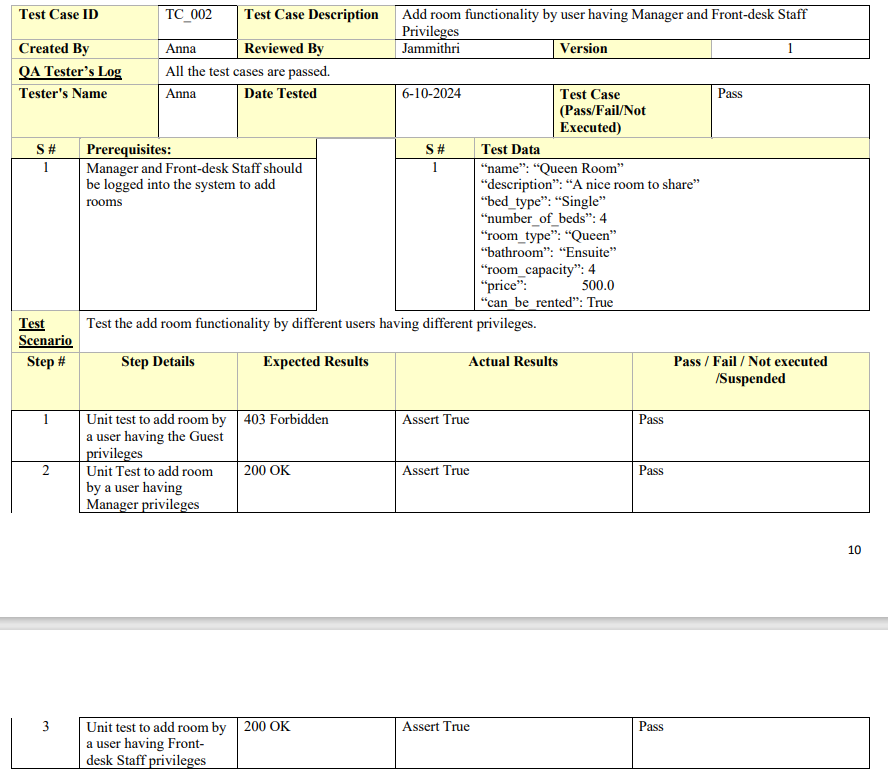 Test Case ID TC_002 Test Case Description Add room functionality by user having Manager and Front-desk Staff
Privileges
Created By Anna Reviewed By Jammithri Version 1
QA Tester’s Log All the test cases are passed.
Tester's Name Anna Date Tested 6-10-2024 Test Case
(Pass/Fail/Not
Executed) Pass
S # Prerequisites:
1 Manager and Front-desk Staff should
be logged into the system to add
rooms
S # Test Data
1 “name”: “Queen Room”
“description”: “A nice room to share”
“bed_type”: “Single”
“number_of_beds”: 4
“room_type”: “Queen”
“bathroom”: “Ensuite”
“room_capacity”: 4
“price”: 500.0
“can_be_rented”: True
Test
Scenario
Test the add room functionality by different users having different privileges.
Step # Step Details Expected Results Actual Results Pass / Fail / Not executed
/Suspended
1 Unit test to add room by
a user having the Guest
privileges
403 Forbidden Assert True Pass
2 Unit Test to add room
by a user having
Manager privileges
200 OK Assert True Pass
10
3 Unit test to add room by
a user having Front-
desk Staff privileges
200 OK Assert True Pass